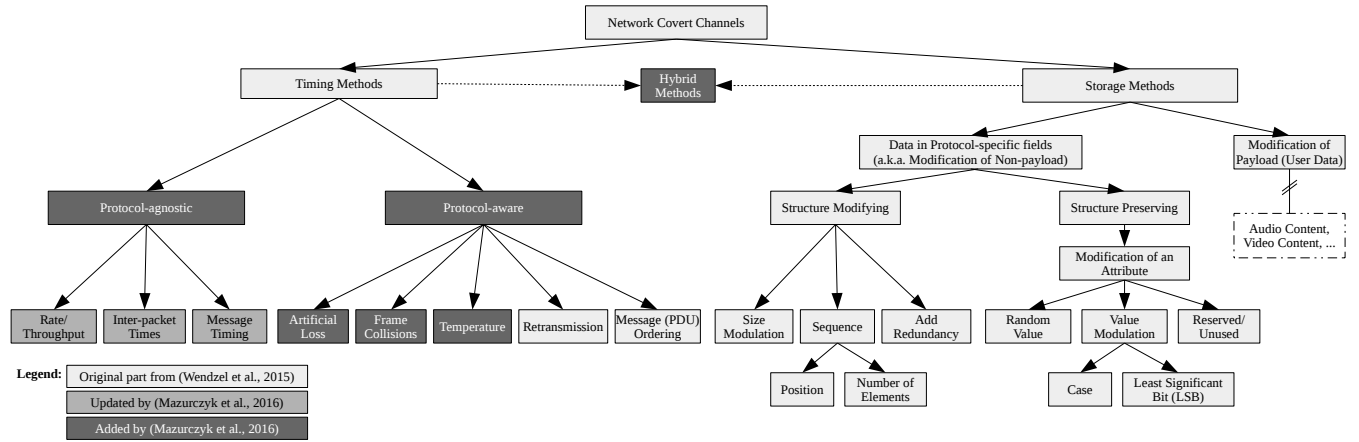 Network Covert Channels
Timing Methods
Hybrid
Methods
Storage Methods
Data in Protocol-specific fields
(a.k.a. Modification of Non-payload)
Modification of
Payload (User Data)
Protocol-agnostic
Protocol-aware
Structure Modifying
Structure Preserving
Audio Content,
Video Content, ...
Modification of an
Attribute
Rate/
Throughput
Inter-packet
Times
Message
Timing
Artificial
Loss
Frame
Collisions
Temperature
Retransmission
Message (PDU)
Ordering
Size
Modulation
Sequence
Add
Redundancy
Random
Value
Value
Modulation
Reserved/
Unused
Position
Number of
Elements
Case
Least Significant
Bit (LSB)
Legend:
Original part from (Wendzel et al., 2015)
Updated by (Mazurczyk et al., 2016)
Added by (Mazurczyk et al., 2016)